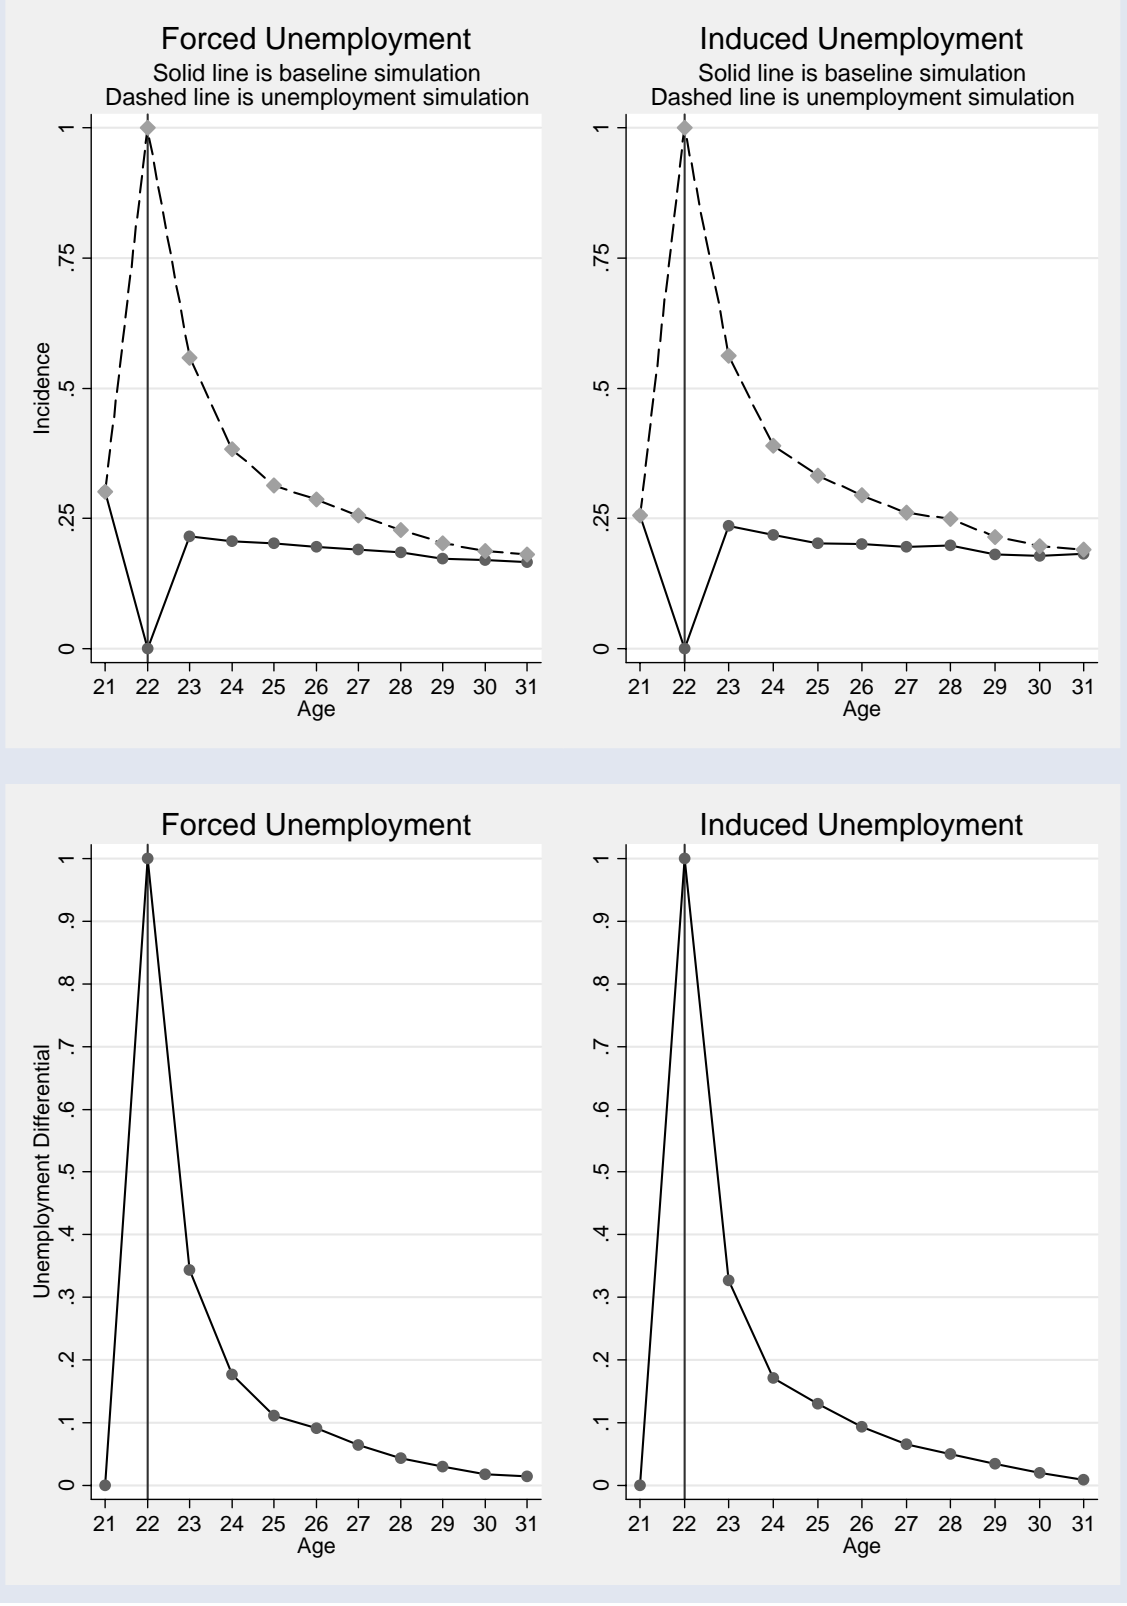 Forced Unemployment
Solid line is baseline simulation
Dashed line is unemployment simulation
Incidence
1
.75
.5
.25
0
21 22 23 24 25 26 27 28 29 30 31
Age
Induced Unemployment
Solid line is baseline simulation
Dashed line is unemployment simulation
1
.75
.5
.25
0
21 22 23 24 25 26 27 28 29 30 31
Age
Forced Unemployment
Unemployment Differential
1
.9
.8
.7
.6
.5
.4
.3
.2
.1
0
21 22 23 24 25 26 27 28 29 30 31
Age
Induced Unemployment
1
.9
.8
.7
.6
.5
.4
.3
.2
.1
0
21 22 23 24 25 26 27 28 29 30 31
Age